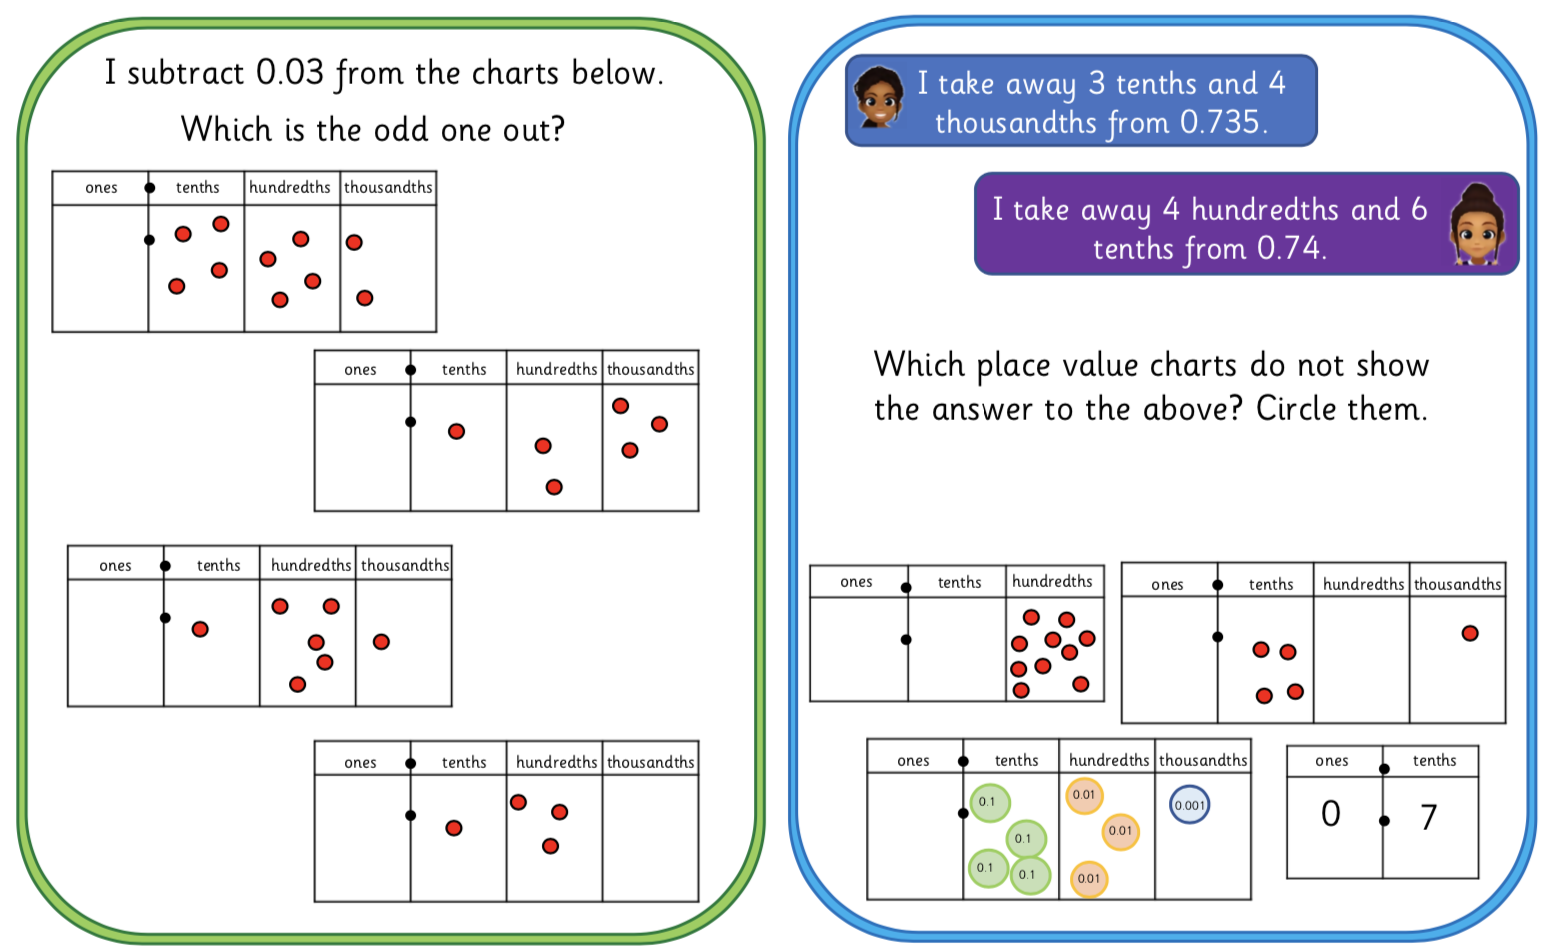 I subtract 0.03 from the charts below.
Which is the odd one out?
ones tenths hundredths thousandths
ones tenths hundredths thousandths
ones tenths hundredths thousandths
ones tenths hundredths thousandths
I take away 3 tenths and 4
thousandths from 0.735.
I take away 4 hundredths and 6
tenths from 0.74.
Which place value charts do not show
the answer to the above? Circle them.
ones tenths hundredths
ones tenths hundredths thousandths
ones tenths hundredths thousandths
0.1 0.01 0.001
0.1 0.01
0.1 0.1 0.01
ones tenths
0 7